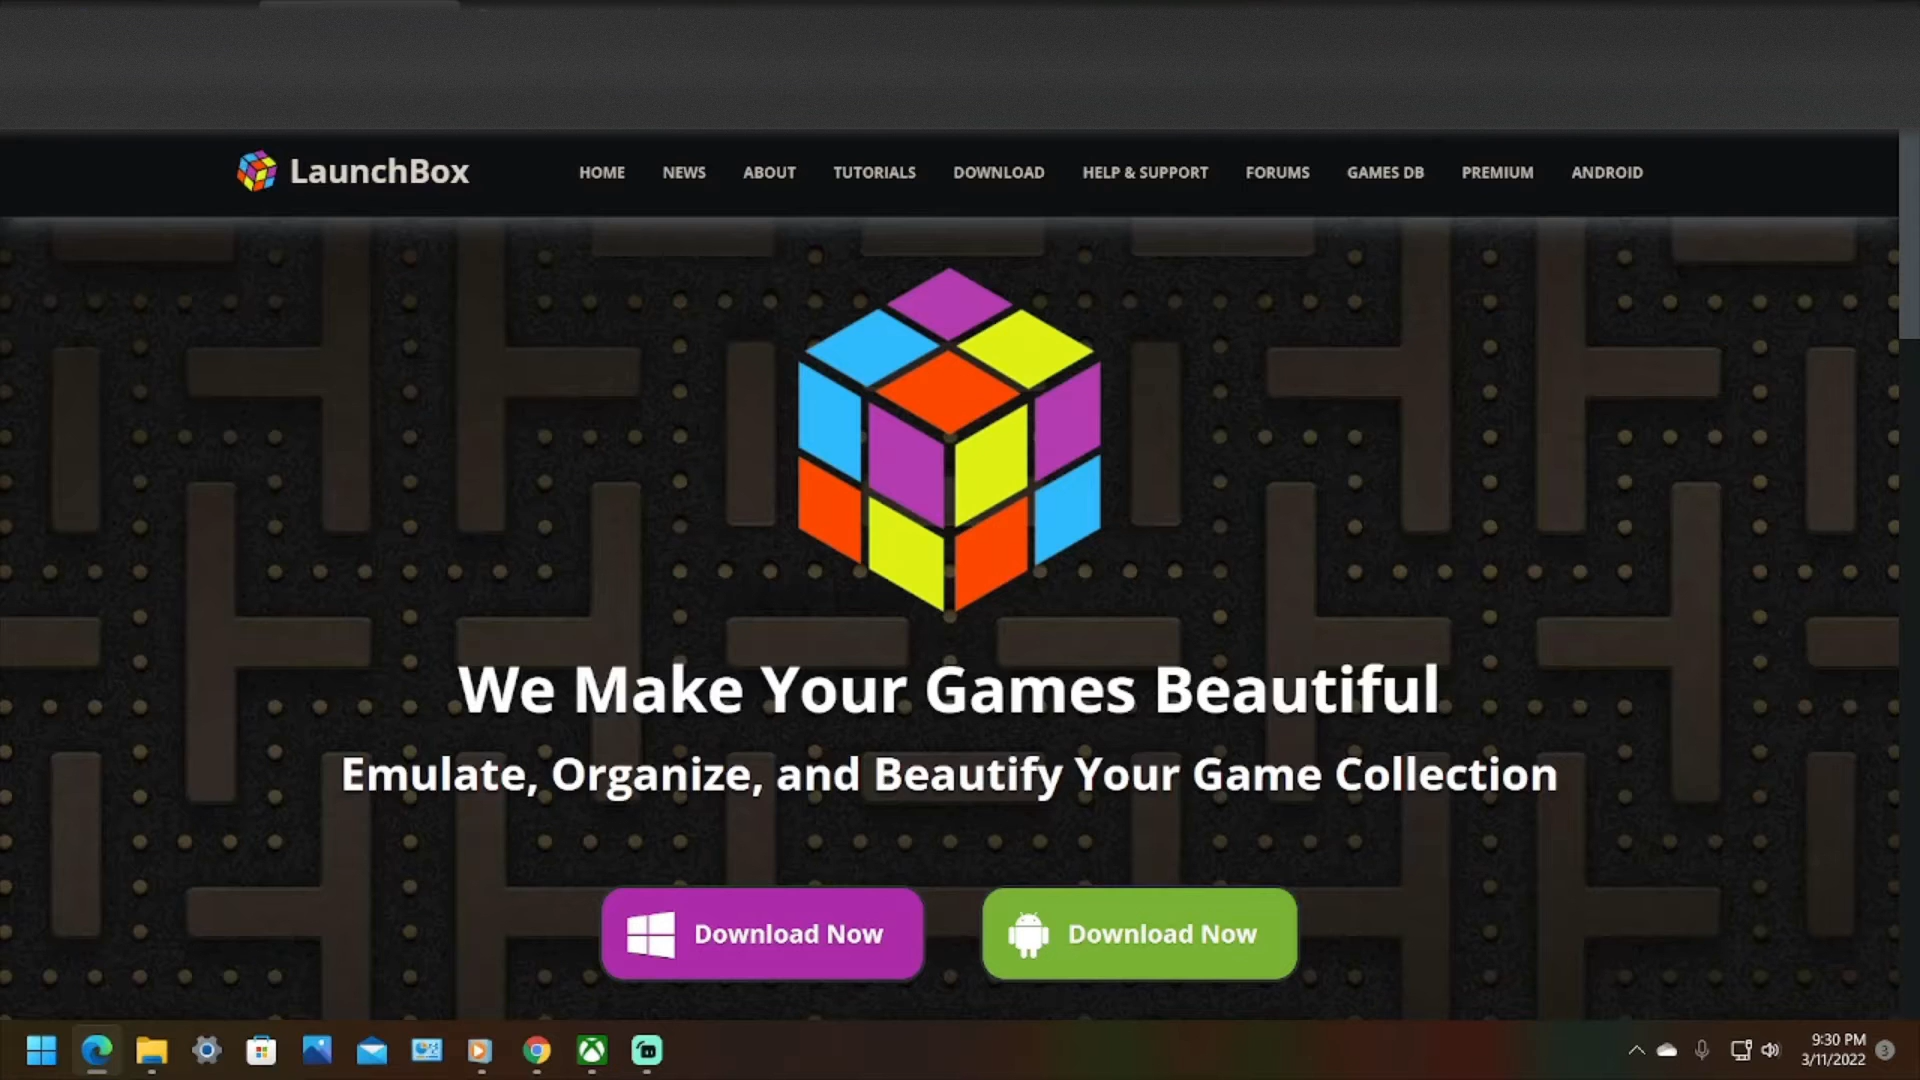 LaunchBox
HOME NEWS ABOUT TUTORIALS DOWNLOAD HELP & SUPPORT FORUMS GAMES DB PREMIUM ANDROID
We Make Your Games Beautiful
Emulate, Organize, and Beautify Your Game Collection
Download Now Download Now
9:30 PM
3/11/2022
3